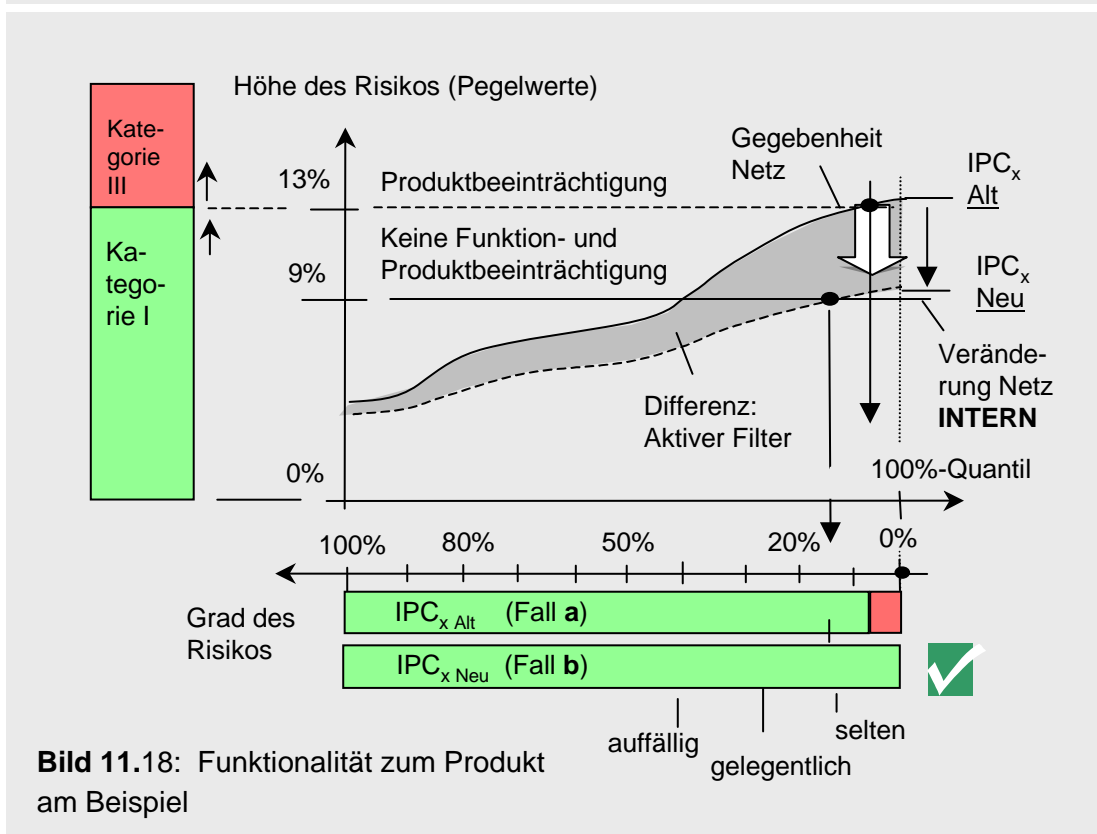 Höhe des Risikos (Pegelwerte)
Kate-
gorie
III
Ka-
tego-
rie I
13%
9%
0%
Produktbeeinträchtigung
Keine Funktion- und
Produktbeeinträchtigung
Gegebenheit
Netz
IPCx
Alt
IPCx
Neu
Verände-
rung Netz
INTERN
Differenz:
Aktiver Filter
100%-Quantil
100% 80% 50% 20% 0%
Grad des
Risikos
IPCx Alt (Fall a)
IPCx Neu (Fall b)
auffällig
gelegentlich
selten
Bild 11.18: Funktionalität zum Produkt
am Beispiel